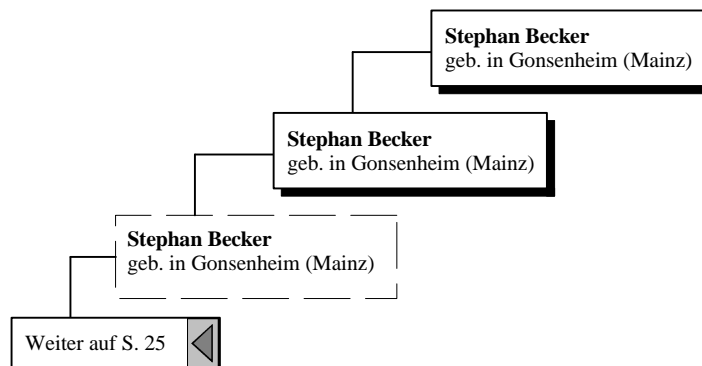 Stephan Becker
geb. in Gonsenheim (Mainz)
Stephan Becker
geb. in Gonsenheim (Mainz)
Stephan Becker
geb. in Gonsenheim (Mainz)
Weiter auf S. 25